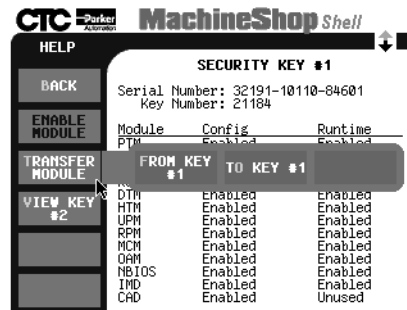 CTC Parker Automation MachineShop Shell
HELP
SECURITY KEY #1
BACK
Serial Number: 32191-10110-84601
Key Number: 21184
ENABLE MODULE
Module Config Runtime
PTM Enabled Enabled
TRANSFER MODULE
FROM KEY #1
TO KEY #1
VIEW KEY #2
DTM Enabled Enabled
HTM Enabled Enabled
UPM Enabled Enabled
RPM Enabled Enabled
MCM Enabled Enabled
OAM Enabled Enabled
NBIOS Enabled Enabled
IMD Enabled Enabled
CAD Enabled Unused